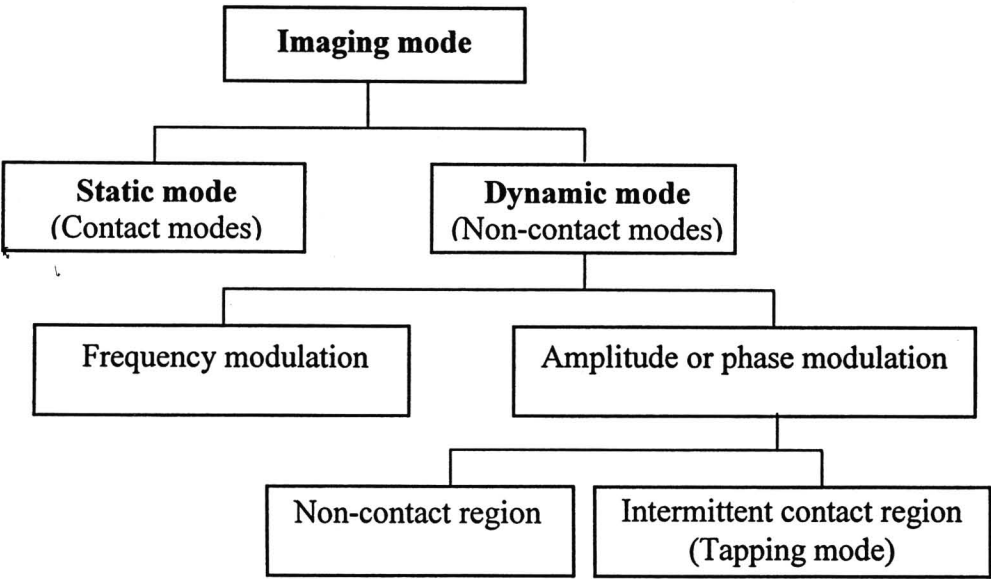 Imaging mode
Static mode
(Contact modes)
Dynamic mode
(Non-contact modes)
Frequency modulation
Amplitude or phase modulation
Non-contact region
Intermittent contact region
(Tapping mode)